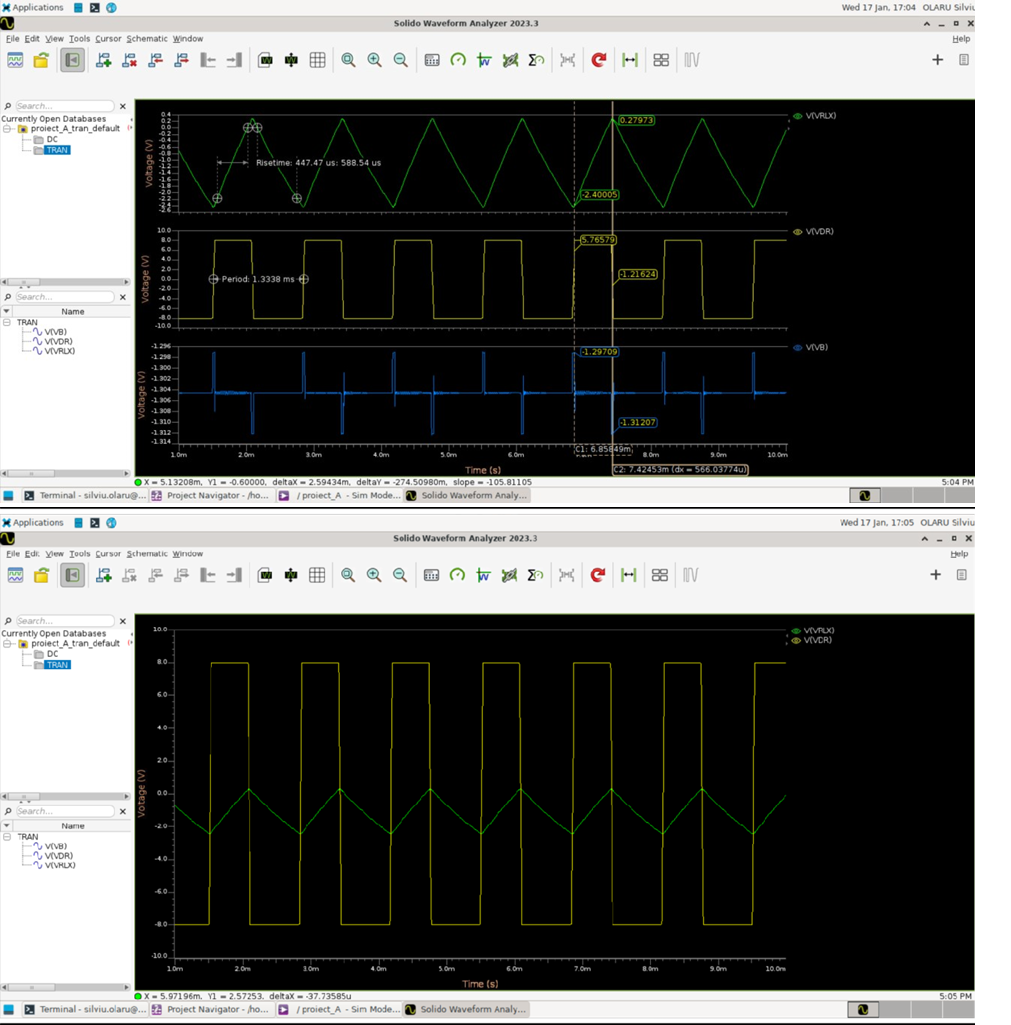 Applications
Wed 17 Jan, 17:04 OLARU Silviu
Solido Waveform Analyzer 2023.3
File Edit View Tools Cursor Schematic Window Help
Search...
Currently Open Databases
proiect_A_tran_default
DC
TRAN
Name
TRAN
V(VB)
V(VDR)
V(VRLX)
Voltage (V)
0.4
0.2
0.0
-0.2
-0.4
-0.6
-0.8
-1.0
-1.2
-1.4
-1.6
-1.8
-2.0
-2.2
-2.4
-2.6
Risetime: 447.47 us: 588.54 us
0.27973
-2.40005
V(VRLX)
Voltage (V)
10.0
8.0
6.0
4.0
2.0
0.0
-2.0
-4.0
-6.0
-8.0
-10.0
Period: 1.3338 ms
5.76579
-1.21624
V(VDR)
Voltage (V)
-1.296
-1.298
-1.300
-1.302
-1.304
-1.306
-1.308
-1.310
-1.312
-1.314
-1.29709
-1.31207
V(VB)
1.0m 2.0m 3.0m 4.0m 5.0m 6.0m 7.0m 8.0m 9.0m 10.0m
C1: 6.85849m
Time (s)
C2: 7.42453m (dx = 566.03774u)
X = 5.13208m, Y1 = -0.60000, deltaX = 2.59434m, deltaY = -274.50980m, slope = -105.81105
5:04 PM
Terminal - silviu.olaru@... Project Navigator - /ho... / proiect_A - Sim Mode... Solido Waveform Analy...
Applications
Wed 17 Jan, 17:05 OLARU Silviu
Solido Waveform Analyzer 2023.3
File Edit View Tools Cursor Schematic Window Help
Search...
Currently Open Databases
proiect_A_tran_default
DC
TRAN
Search...
Name
TRAN
V(VB)
V(VDR)
V(VRLX)
Voltage (V)
10.0
8.0
6.0
4.0
2.0
0.0
-2.0
-4.0
-6.0
-8.0
-10.0
V(VRLX)
V(VDR)
1.0m 2.0m 3.0m 4.0m 5.0m 6.0m 7.0m 8.0m 9.0m 10.0m
Time (s)
X = 5.97196m, Y1 = 2.57253, deltaX = -37.73585u
5:05 PM
Terminal - silviu.olaru@... Project Navigator - /ho... / proiect_A - Sim Mode... Solido Waveform Analy...